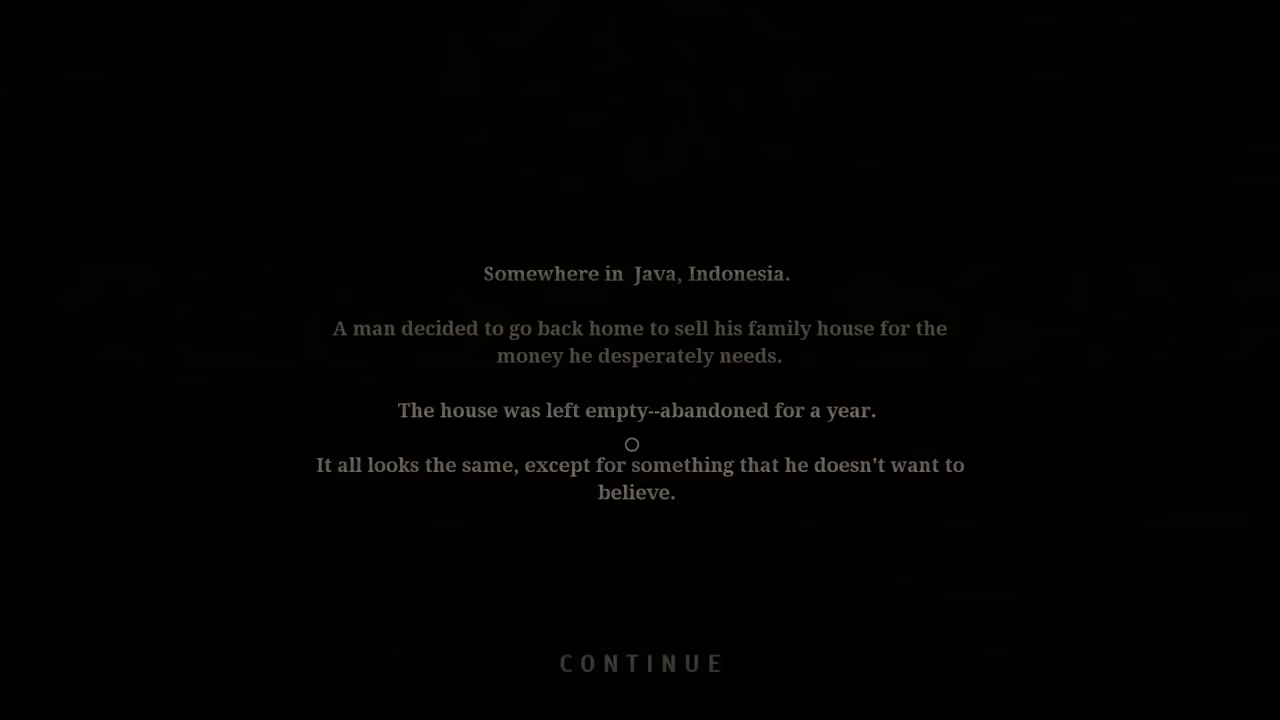 Somewhere in  Java, Indonesia.
A man decided to go back home to sell his family house for the
money he desperately needs.
The house was left empty--abandoned for a year.
It all looks the same, except for something that he doesn't want to
believe.
CONTINUE